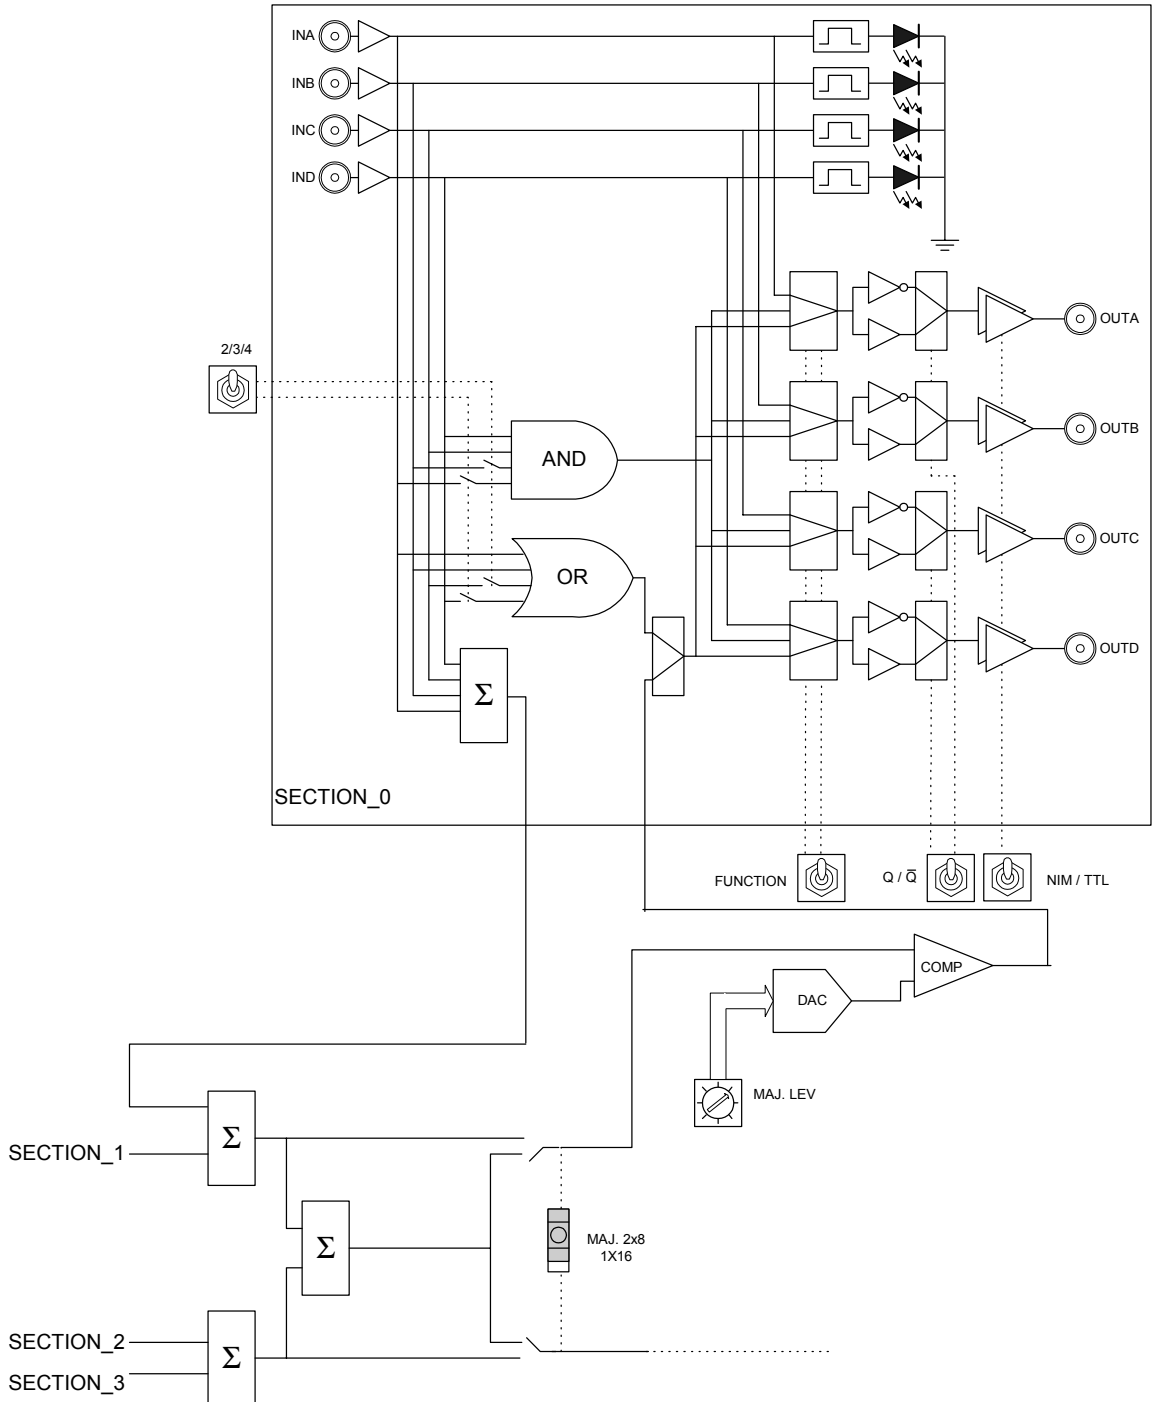 INA
INB
INC
IND
OUTA
2/3/4
OUTB
AND
OUTC
OR
OUTD
Σ
SECTION_0
FUNCTION
Q / Q̅
NIM / TTL
COMP
DAC
MAJ. LEV
Σ
SECTION_1
MAJ. 2x8
1X16
Σ
SECTION_2
Σ
SECTION_3